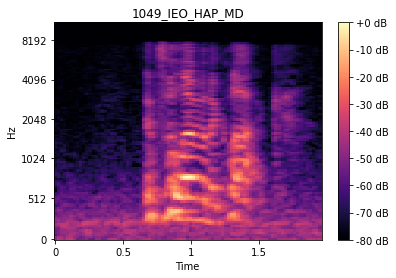 1049_IEO_HAP_MD
+0 dB
8192
-10 dB
4096
-20 dB
-30 dB
2048
-40 dB
Hz
1024
-50 dB
512
-60 dB
-70 dB
0
-80 dB
0 0.5 1 1.5
Time